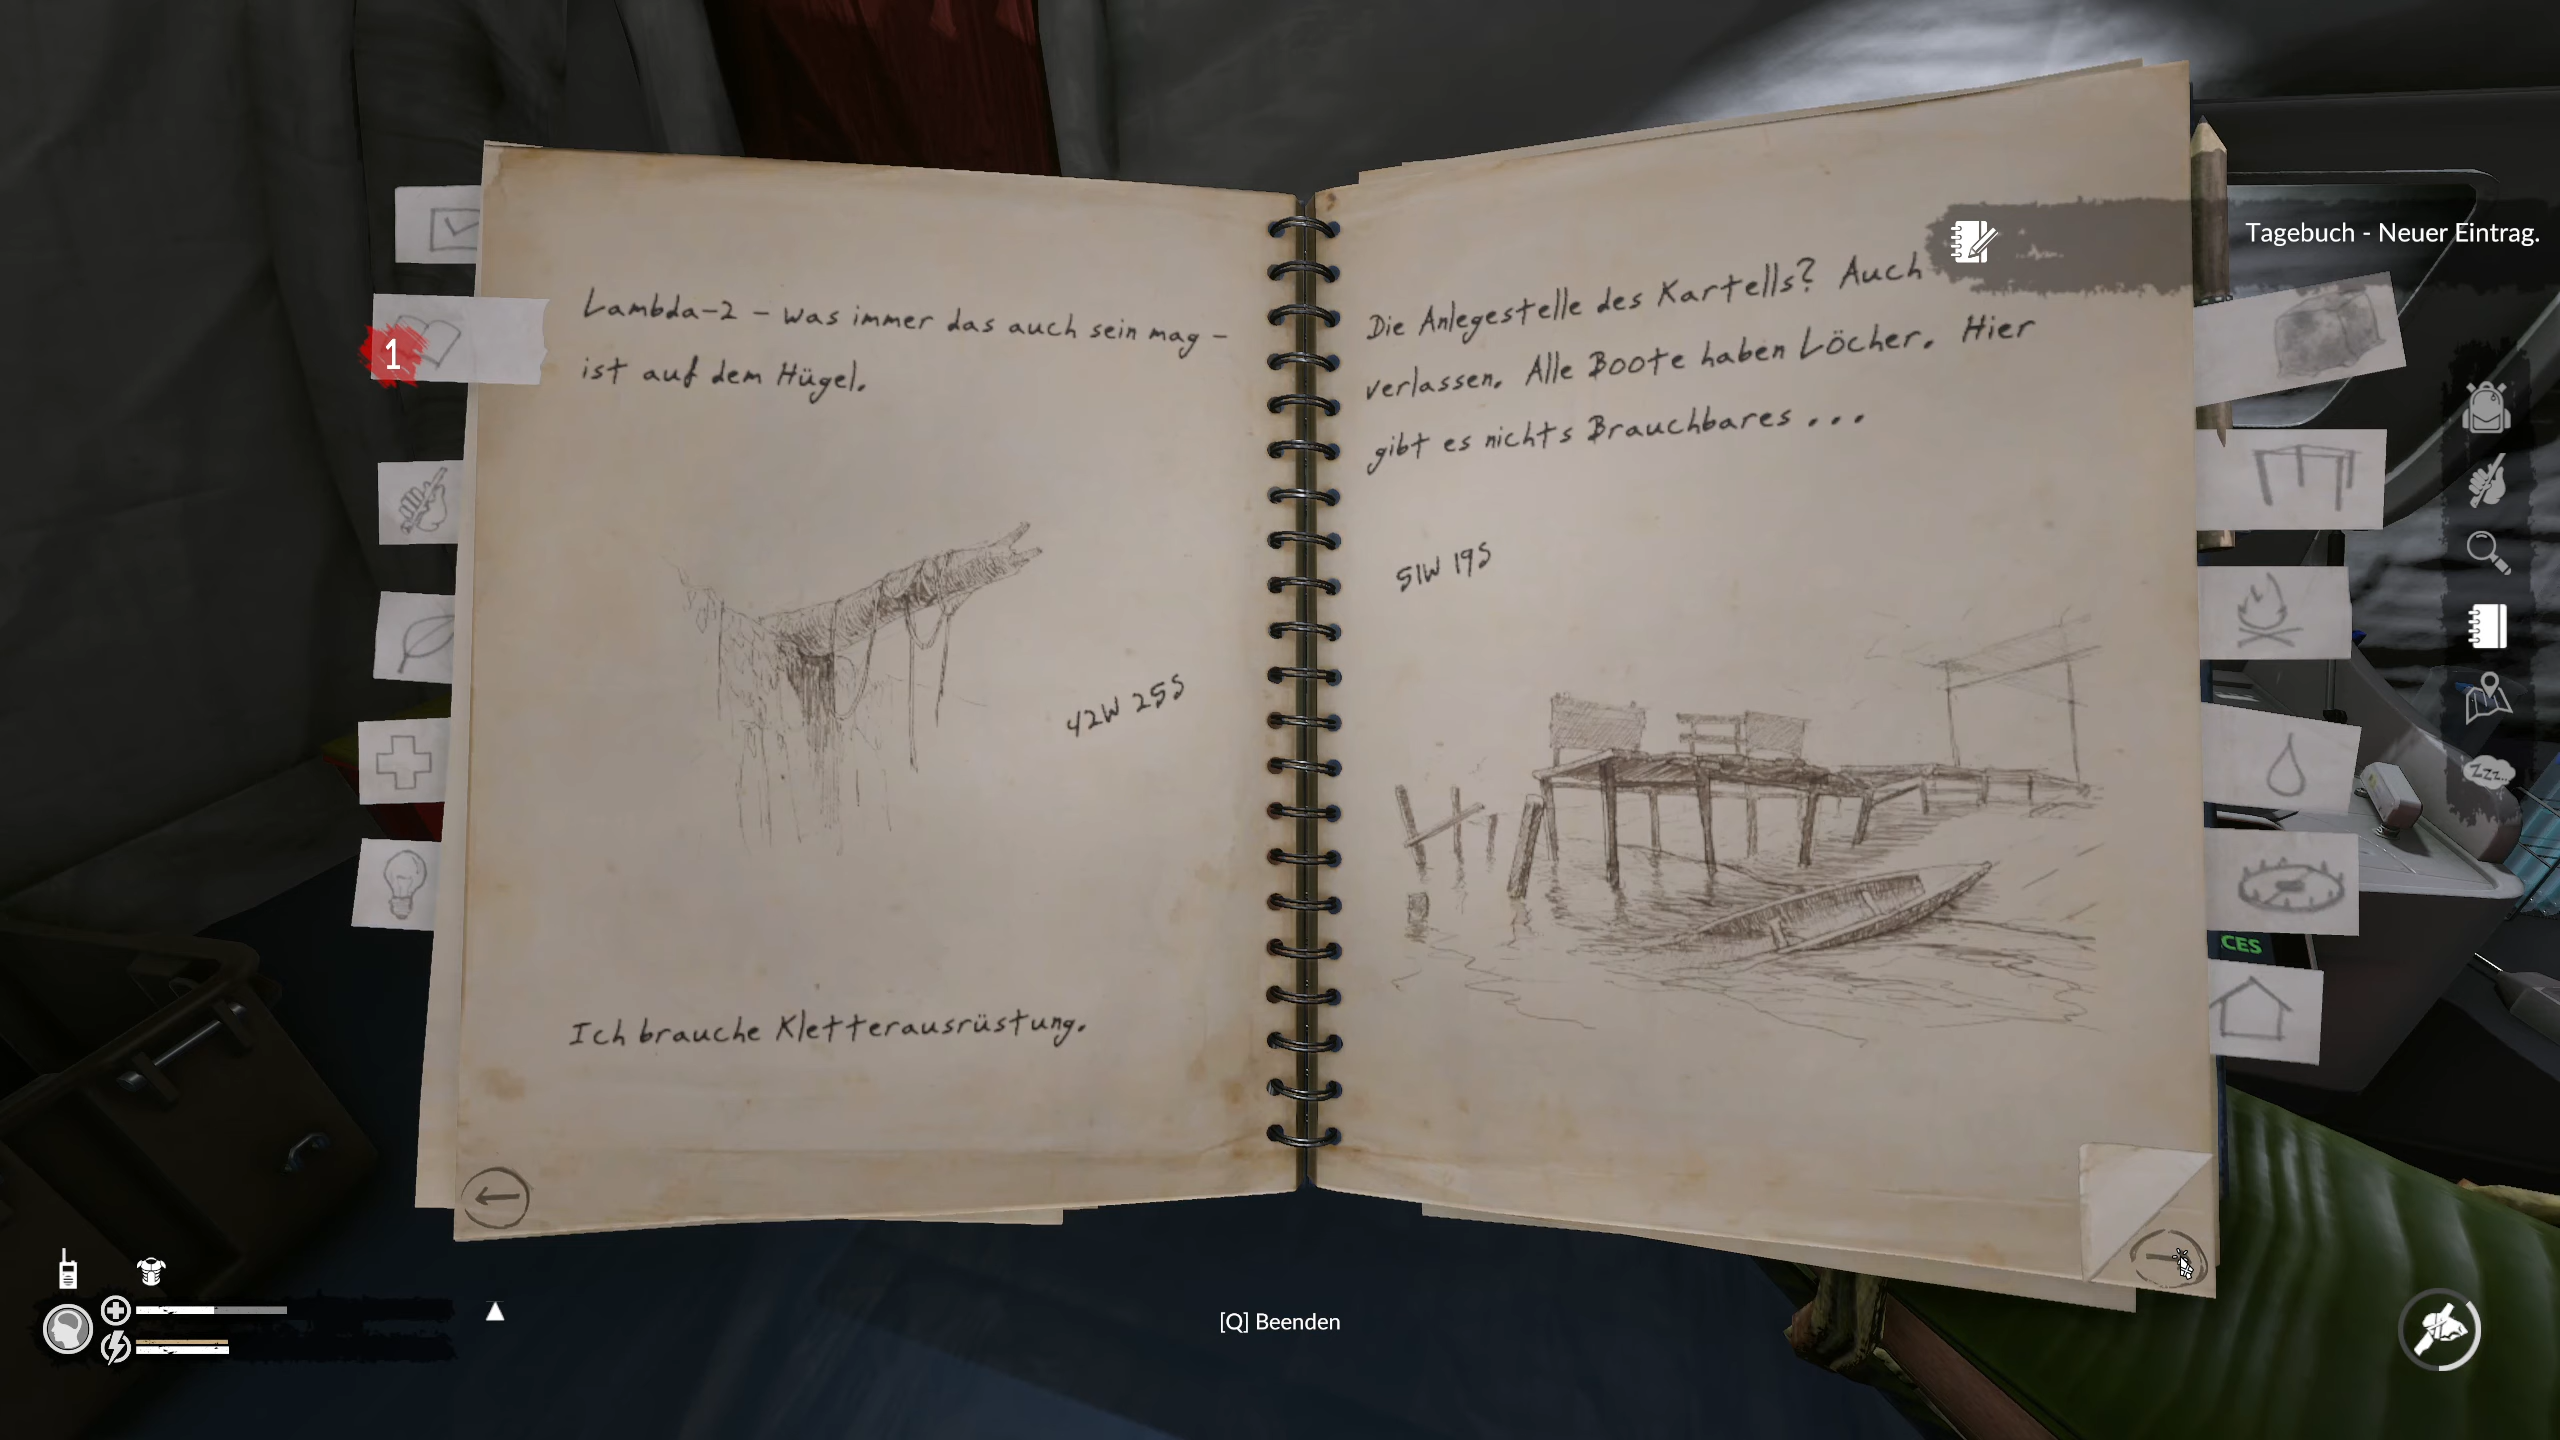 Tagebuch - Neuer Eintrag.
1
Lambda-2 - was immer das auch sein mag -
ist auf dem Hügel.
42W 25S
Ich brauche Kletterausrüstung.
Die Anlegestelle des Kartells? Auch
verlassen. Alle Boote haben Löcher. Hier
gibt es nichts Brauchbares ...
51W 19S
Zzz...
CES
[Q] Beenden